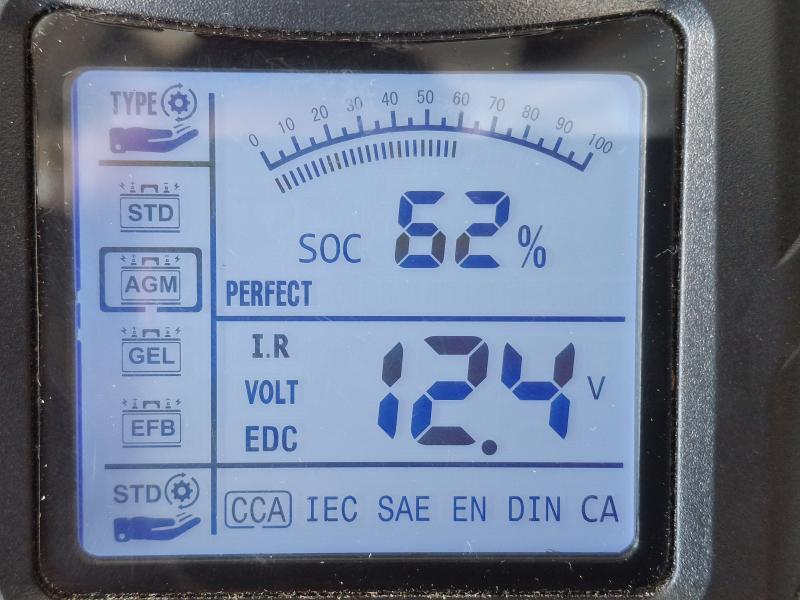 TYPE
0 10 20 30 40 50 60 70 80 90 100
STD
SOC 62%
AGM
PERFECT
GEL
I.R
VOLT
12.4 V
EFB
EDC
STD
CCA IEC SAE EN DIN CA